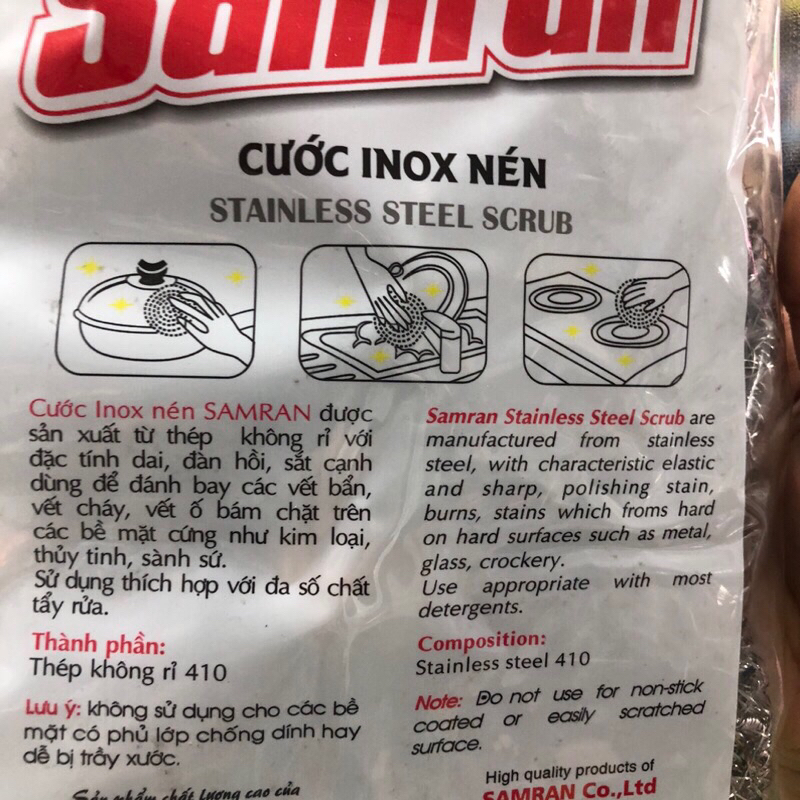 Samran
CƯỚC INOX NÉN
STAINLESS STEEL SCRUB
Cước Inox nén SAMRAN được
sản xuất từ thép không rỉ với
đặc tính dai, đàn hồi, sắt cạnh
dùng để đánh bay các vết bẩn,
vết cháy, vết ố bám chặt trên
các bề mặt cứng như kim loại,
thủy tinh, sành sứ.
Sử dụng thích hợp với đa số chất
tẩy rửa.
Thành phần:
Thép không rỉ 410
Lưu ý: không sử dụng cho các bề
mặt có phủ lớp chống dính hay
dễ bị trầy xước.
Sản phẩm chất lượng cao của
Samran Stainless Steel Scrub are
manufactured from stainless
steel, with characteristic elastic
and sharp, polishing stain,
burns, stains which froms hard
on hard surfaces such as metal,
glass, crockery.
Use appropriate with most
detergents.
Composition:
Stainless steel 410
Note: Do not use for non-stick
coated or easily scratched
surface.
High quality products of
SAMRAN Co.,Ltd